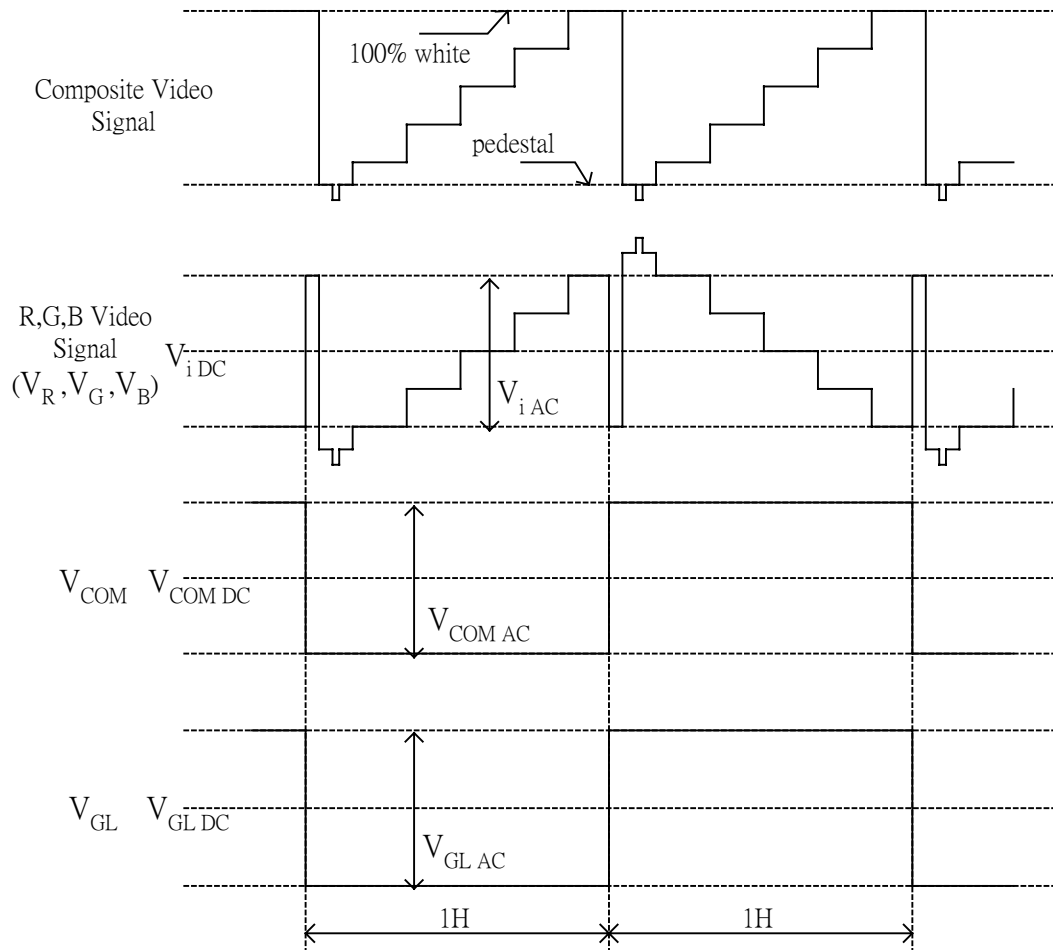 100% white
Composite Video
Signal
pedestal
R,G,B Video
Signal
(V_R ,V_G ,V_B)
V_i DC
V_i AC
V_COM V_COM DC
V_COM AC
V_GL V_GL DC
V_GL AC
1H 1H